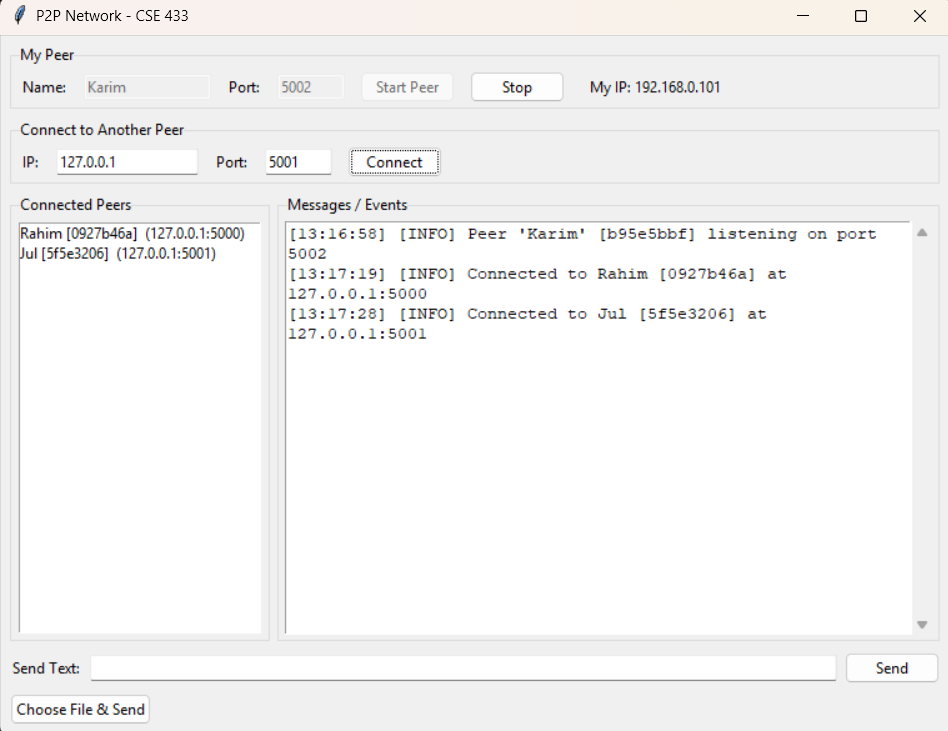 P2P Network - CSE 433
My Peer
Name: Karim Port: 5002 Start Peer Stop My IP: 192.168.0.101
Connect to Another Peer
IP: 127.0.0.1 Port: 5001 Connect
Connected Peers
Rahim [0927b46a] (127.0.0.1:5000)
Jul [5f5e3206] (127.0.0.1:5001)
Messages / Events
[13:16:58] [INFO] Peer 'Karim' [b95e5bbf] listening on port
5002
[13:17:19] [INFO] Connected to Rahim [0927b46a] at
127.0.0.1:5000
[13:17:28] [INFO] Connected to Jul [5f5e3206] at
127.0.0.1:5001
Send Text: Send
Choose File & Send